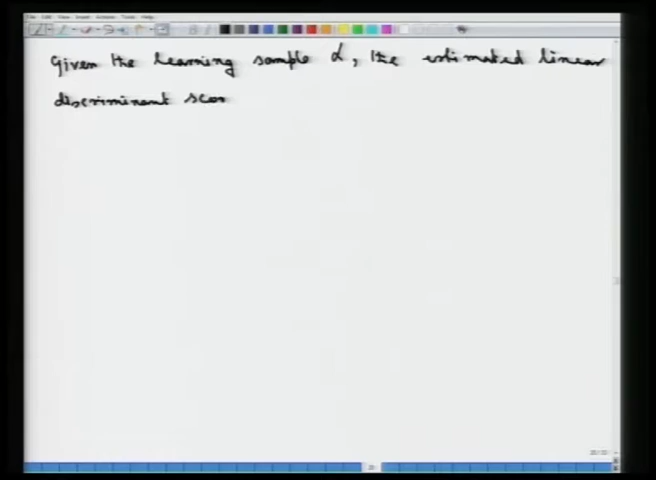 Given the learning sample L, the estimated linear
discriminant scor